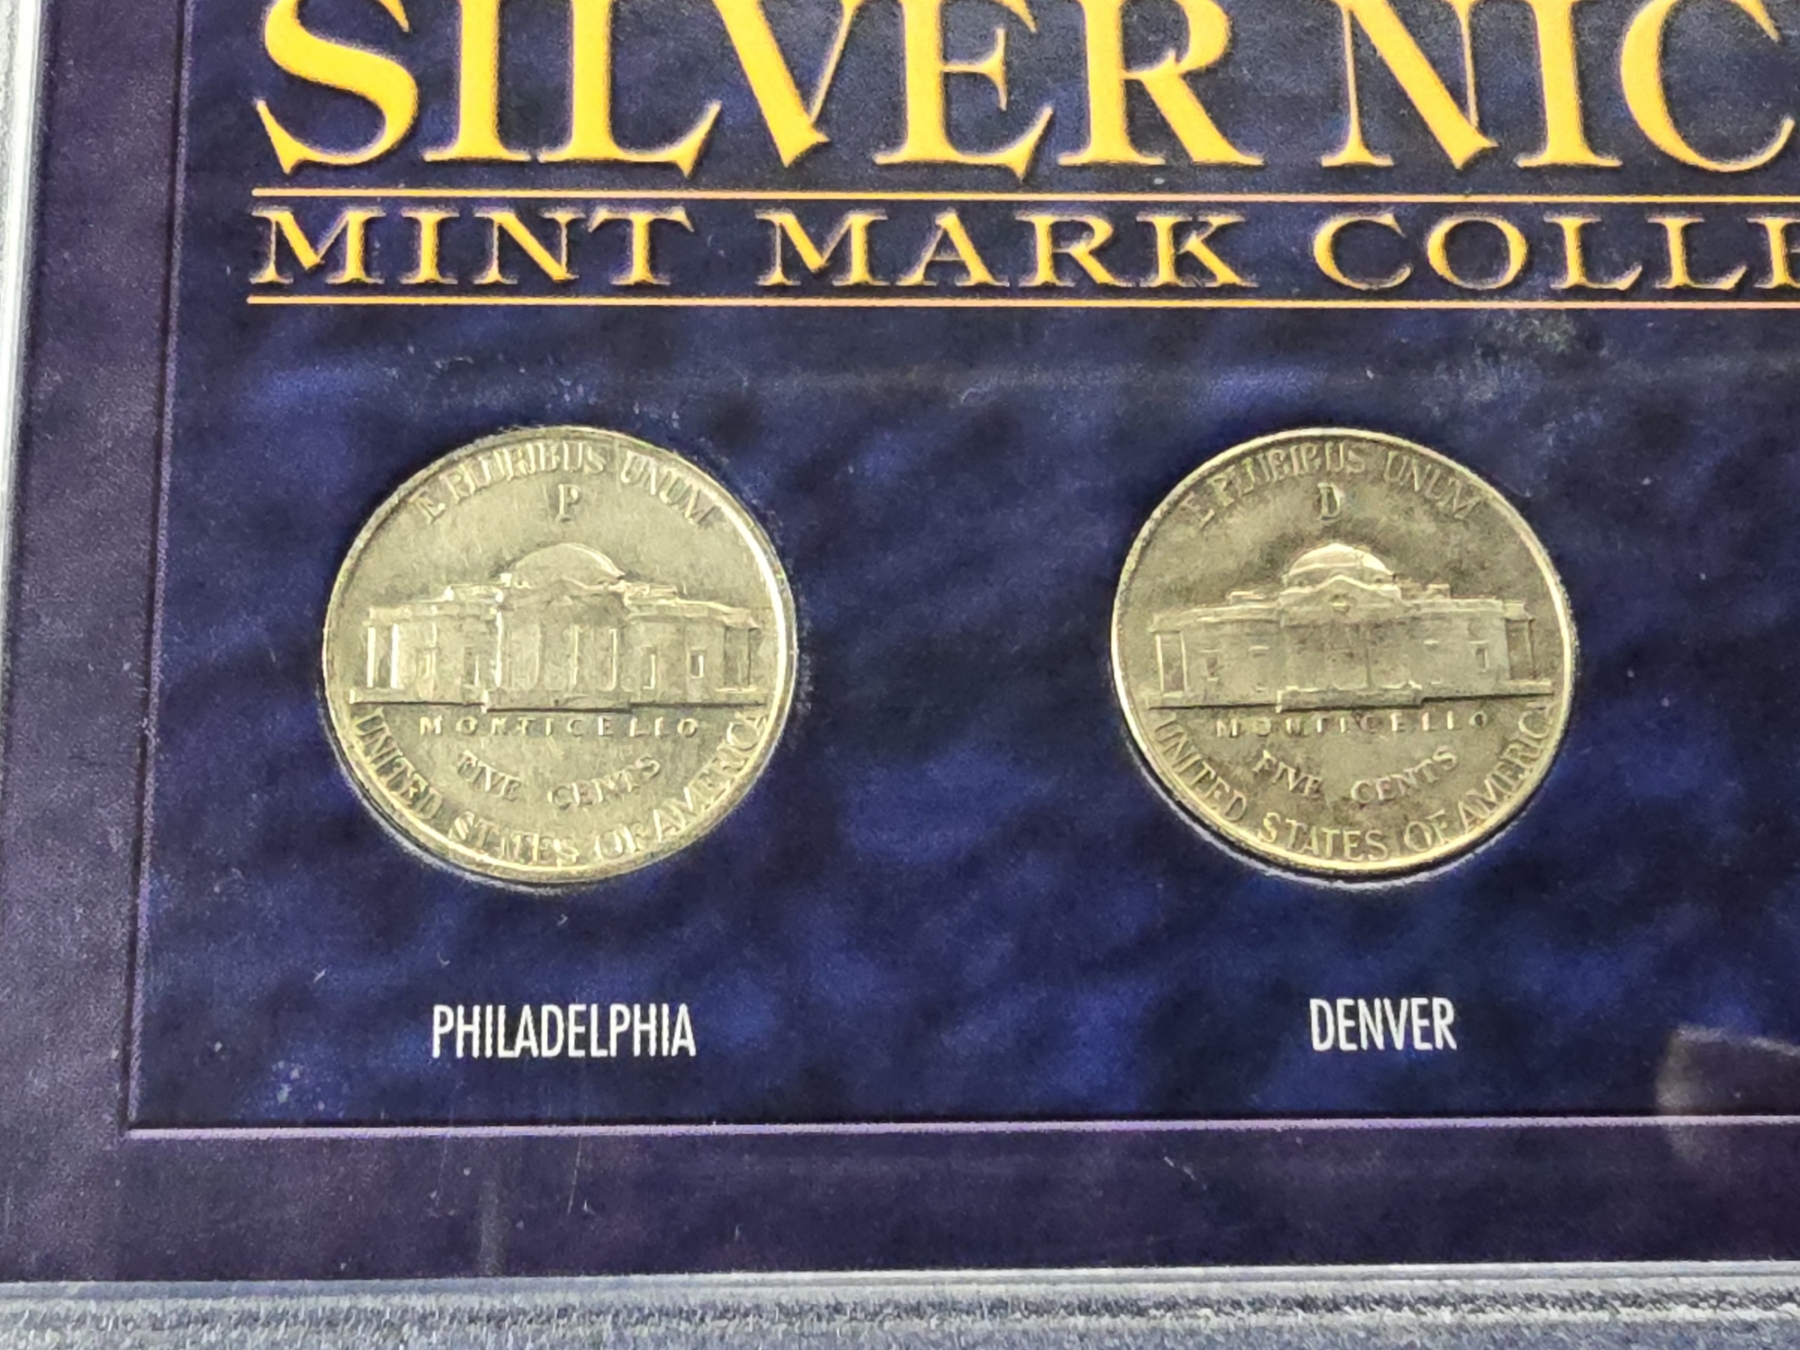 SILVER NIC
MINT MARK COLLE
E PLURIBUS UNUM
P
MONTICELLO
FIVE CENTS
UNITED STATES OF AMERICA
E PLURIBUS UNUM
D
MONTICELLO
FIVE CENTS
UNITED STATES OF AMERICA
PHILADELPHIA
DENVER